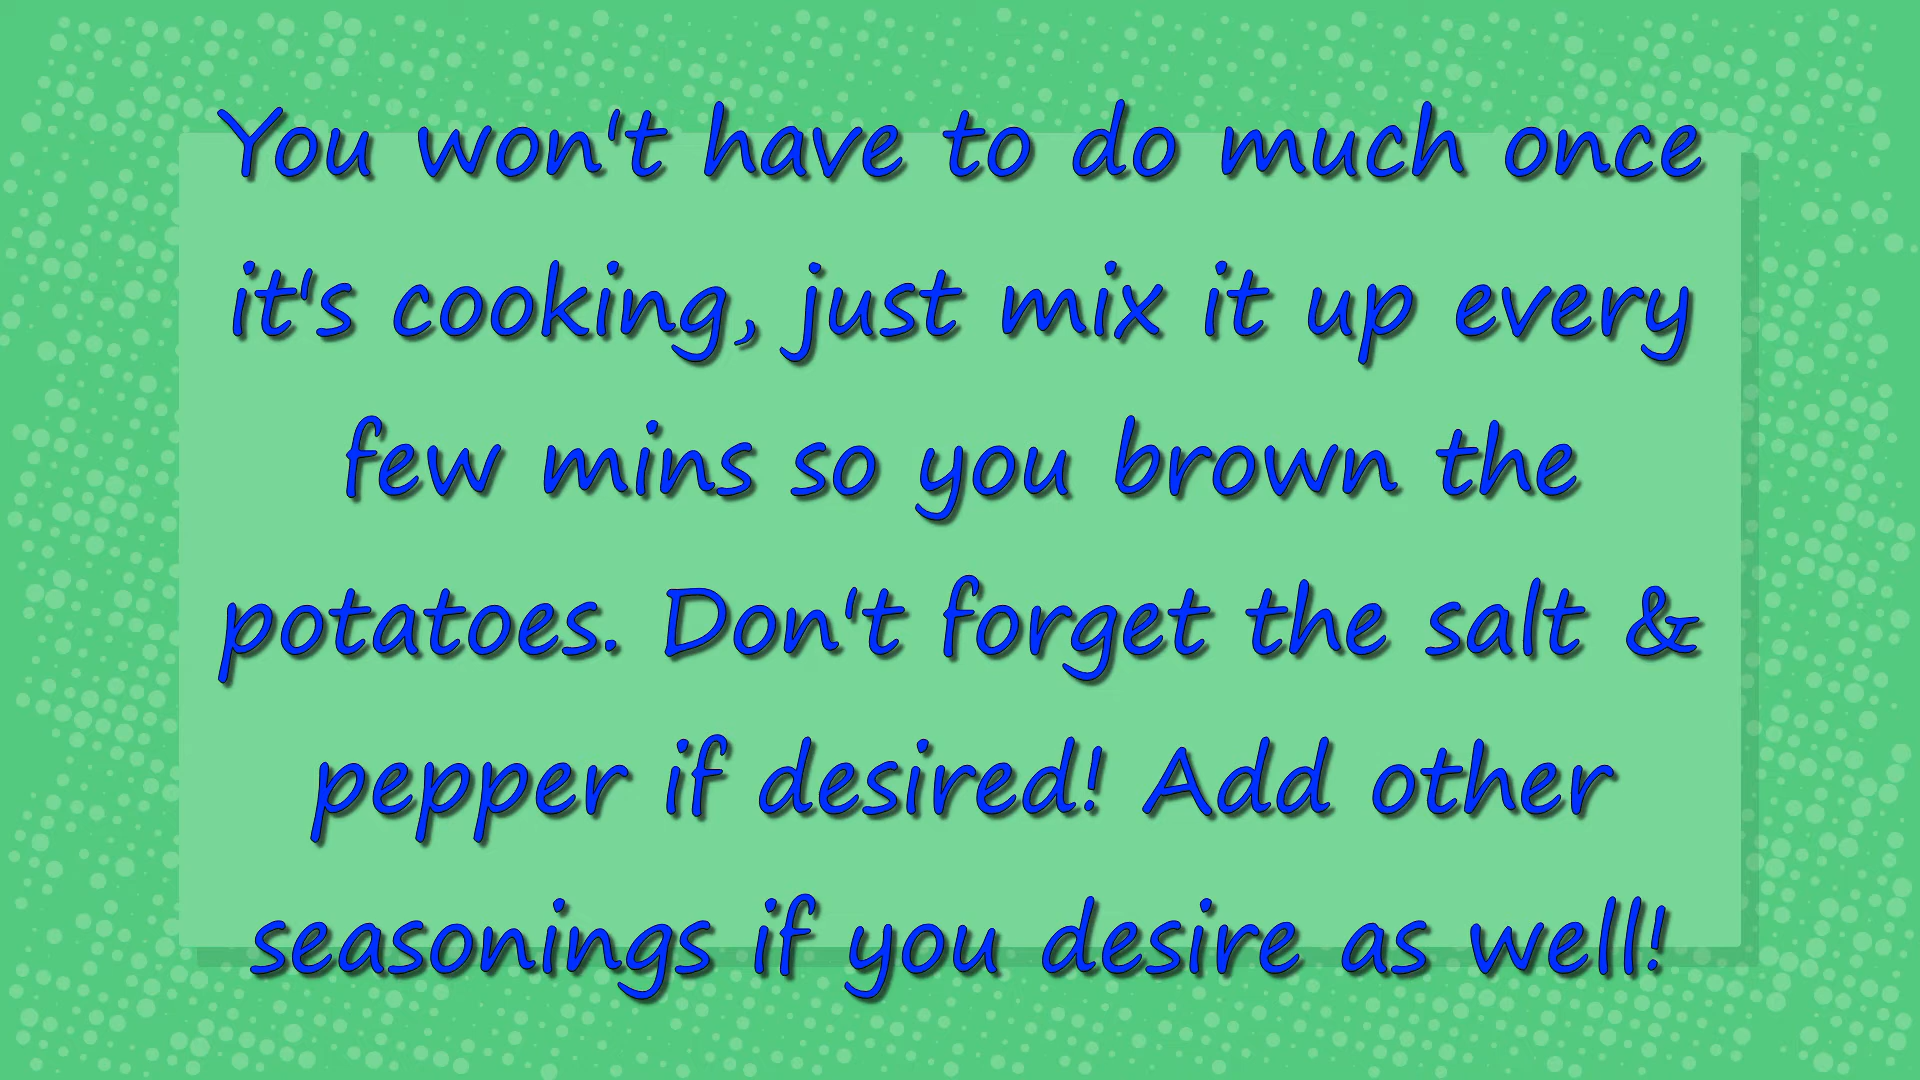 You won't have to do much once
it's cooking, just mix it up every
few mins so you brown the
potatoes. Don't forget the salt &
pepper if desired! Add other
seasonings if you desire as well!